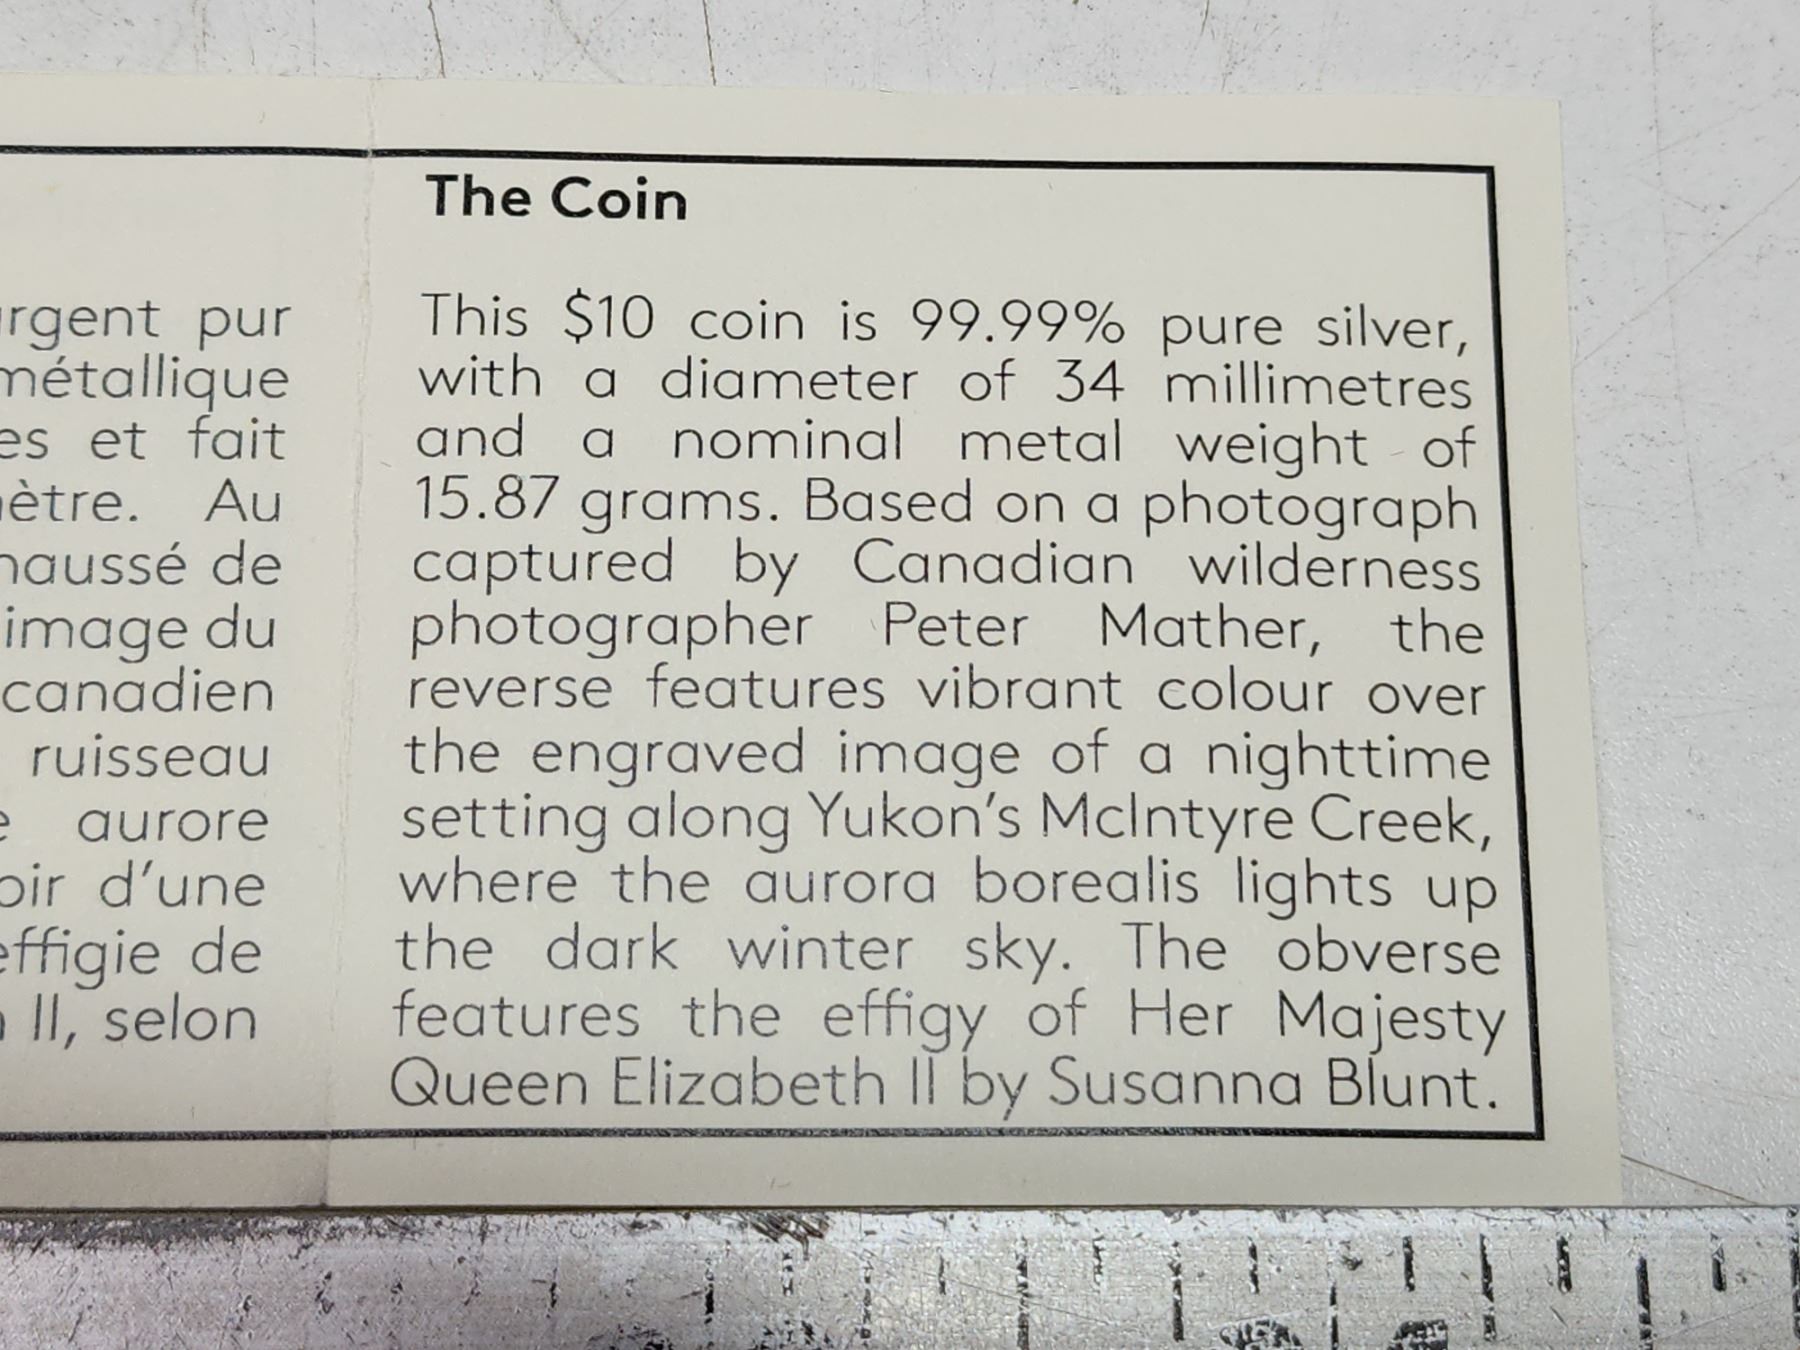 argent pur
métallique
es et fait
ètre. Au
haussé de
image du
canadien
ruisseau
e aurore
oir d'une
effigie de
II, selon
The Coin
This $10 coin is 99.99% pure silver,
with a diameter of 34 millimetres
and a nominal metal weight of
15.87 grams. Based on a photograph
captured by Canadian wilderness
photographer Peter Mather, the
reverse features vibrant colour over
the engraved image of a nighttime
setting along Yukon's McIntyre Creek,
where the aurora borealis lights up
the dark winter sky. The obverse
features the effigy of Her Majesty
Queen Elizabeth II by Susanna Blunt.